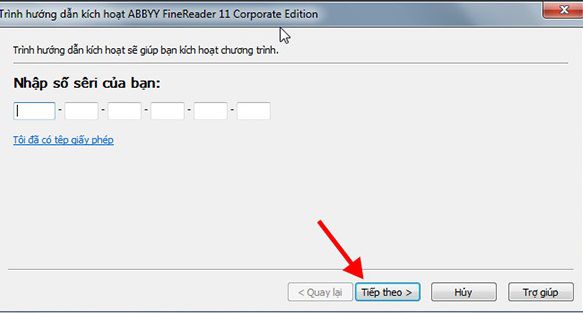 Trình hướng dẫn kích hoạt ABBYY FineReader 11 Corporate Edition
Trình hướng dẫn kích hoạt sẽ giúp bạn kích hoạt chương trình.
Nhập số sêri của bạn:
- - - - -
Tôi đã có tệp giấy phép
< Quay lại Tiếp theo > Hủy Trợ giúp